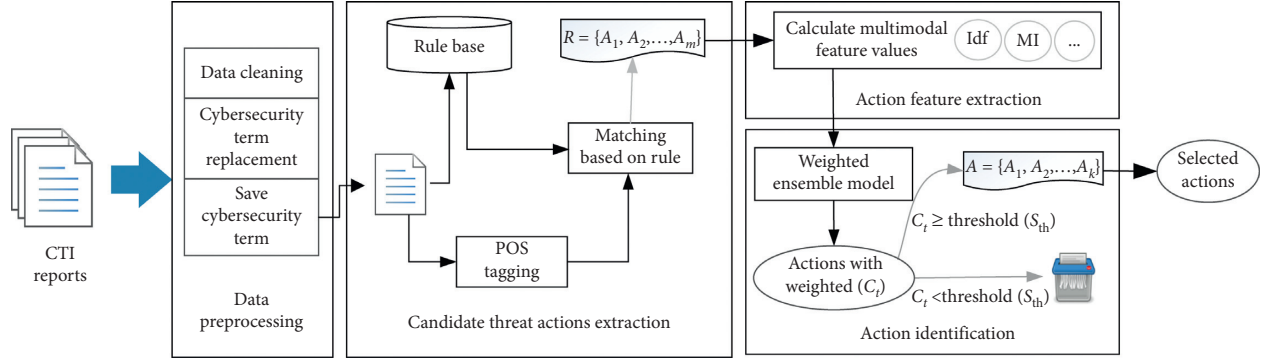 CTI
reports
Data cleaning
Cybersecurity
term
replacement
Save
cybersecurity
term
Data
preprocessing
Rule base
R = {A₁, A₂,…,Aₘ}
Matching
based on rule
POS
tagging
Candidate threat actions extraction
Calculate multimodal
feature values
Idf
MI
...
Action feature extraction
Weighted
ensemble model
A = {A₁, A₂,…,Aₖ}
Selected
actions
Cₜ ≥ threshold (Sth)
Actions with
weighted (Cₜ)
Cₜ <threshold (Sth)
Action identification